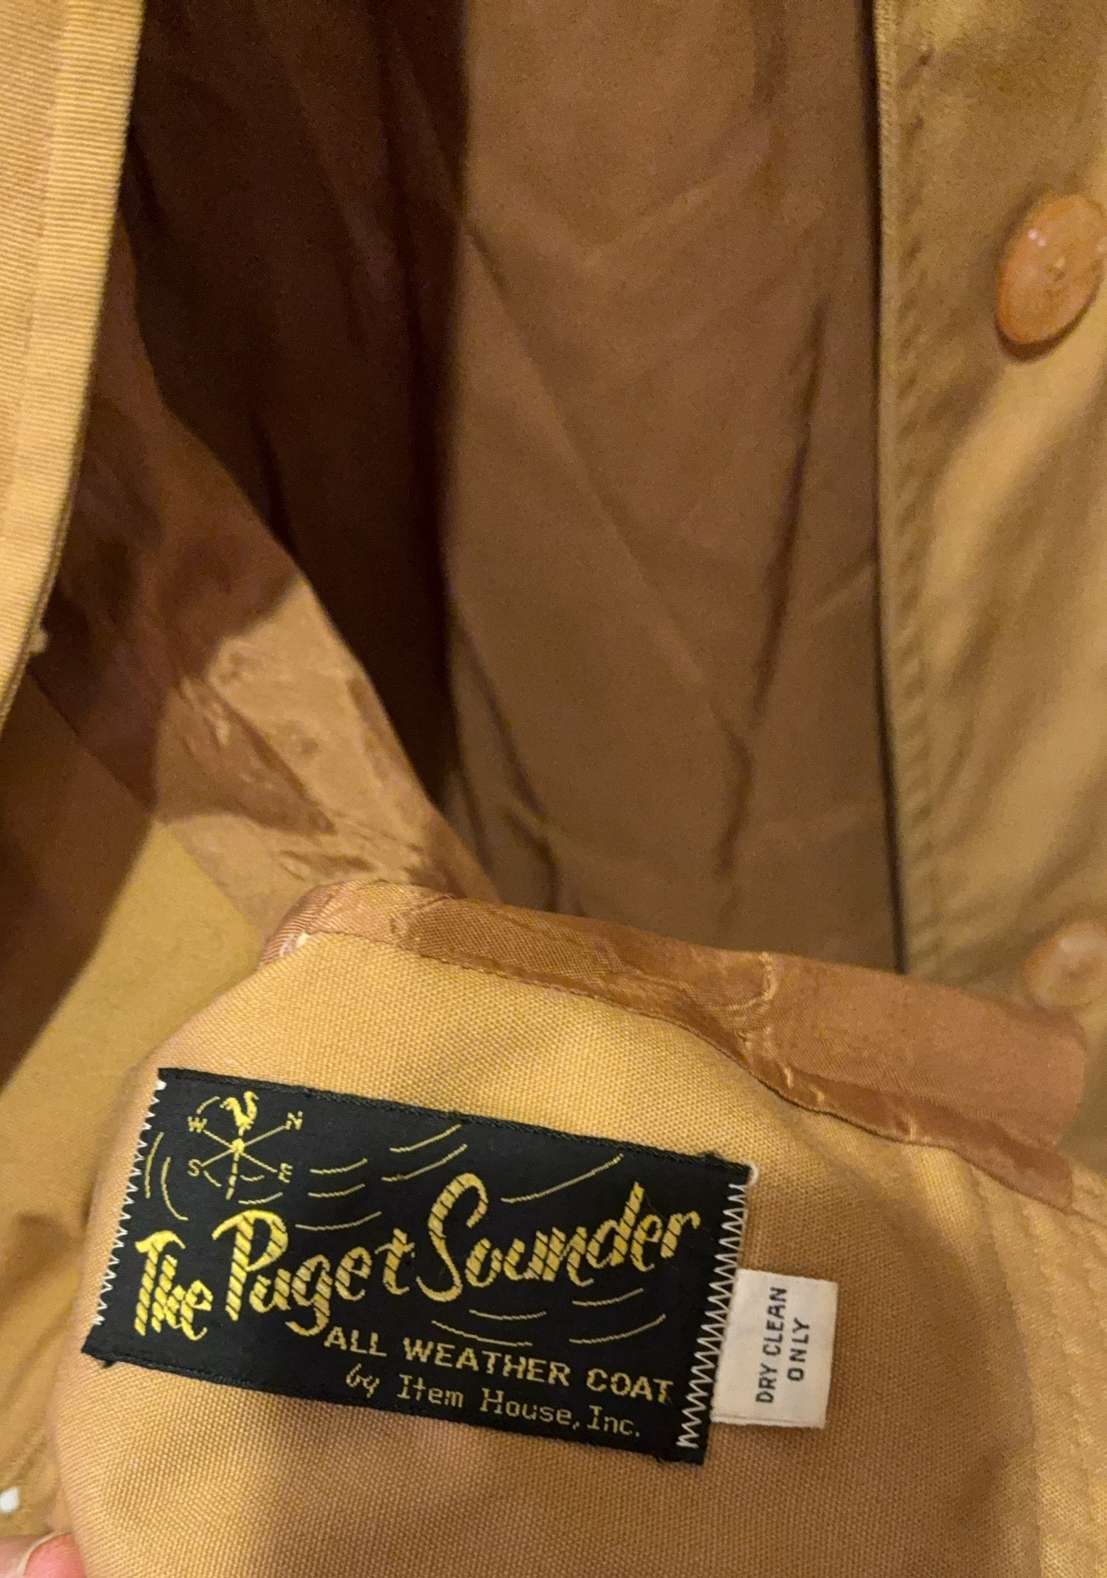 W N
S E
The Puget Sounder
ALL WEATHER COAT
by Item House, Inc.
DRY CLEAN
ONLY